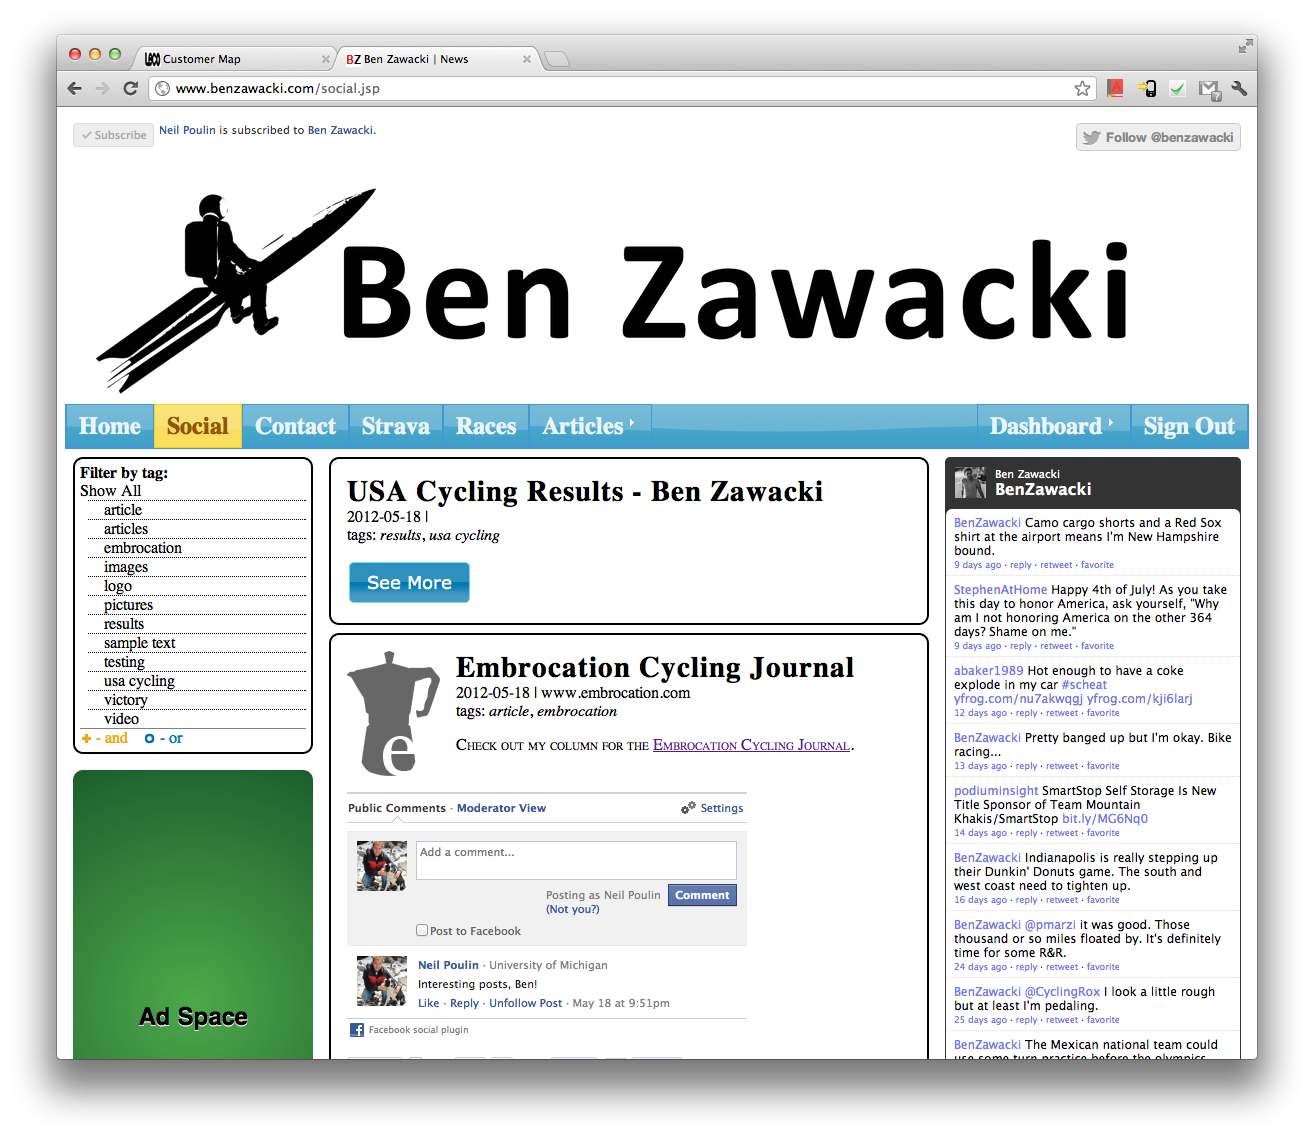 LACO Customer Map
BZ Ben Zawacki | News
www.benzawacki.com/social.jsp
Subscribe
Neil Poulin is subscribed to Ben Zawacki.
Follow @benzawacki
Ben Zawacki
Home
Social
Contact
Strava
Races
Articles
Dashboard
Sign Out
Filter by tag:
Show All
article
articles
embrocation
images
logo
pictures
results
sample text
testing
usa cycling
victory
video
+ - and o - or
Ad Space
USA Cycling Results - Ben Zawacki
2012-05-18 |
tags: results, usa cycling
See More
e
Embrocation Cycling Journal
2012-05-18 | www.embrocation.com
tags: article, embrocation
Check out my column for the Embrocation Cycling Journal.
Public Comments · Moderator View
Settings
Add a comment...
Posting as Neil Poulin
(Not you?)
Comment
Post to Facebook
Neil Poulin · University of Michigan
Interesting posts, Ben!
Like · Reply · Unfollow Post · May 18 at 9:51pm
f Facebook social plugin
Ben Zawacki
BenZawacki
BenZawacki Camo cargo shorts and a Red Sox
shirt at the airport means I'm New Hampshire
bound.
9 days ago · reply · retweet · favorite
StephenAtHome Happy 4th of July! As you take
this day to honor America, ask yourself, "Why
am I not honoring America on the other 364
days? Shame on me."
9 days ago · reply · retweet · favorite
abaker1989 Hot enough to have a coke
explode in my car #scheat
yfrog.com/nu7akwqgj yfrog.com/kji6larj
12 days ago · reply · retweet · favorite
BenZawacki Pretty banged up but I'm okay. Bike
racing...
13 days ago · reply · retweet · favorite
podiuminsight SmartStop Self Storage Is New
Title Sponsor of Team Mountain
Khakis/SmartStop bit.ly/MG6Nq0
14 days ago · reply · retweet · favorite
BenZawacki Indianapolis is really stepping up
their Dunkin' Donuts game. The south and
west coast need to tighten up.
16 days ago · reply · retweet · favorite
BenZawacki @pmarzi it was good. Those
thousand or so miles floated by. It's definitely
time for some R&R.
24 days ago · reply · retweet · favorite
BenZawacki @CyclingRox I look a little rough
but at least I'm pedaling.
25 days ago · reply · retweet · favorite
BenZawacki The Mexican national team could
use some turn practice before the olympics